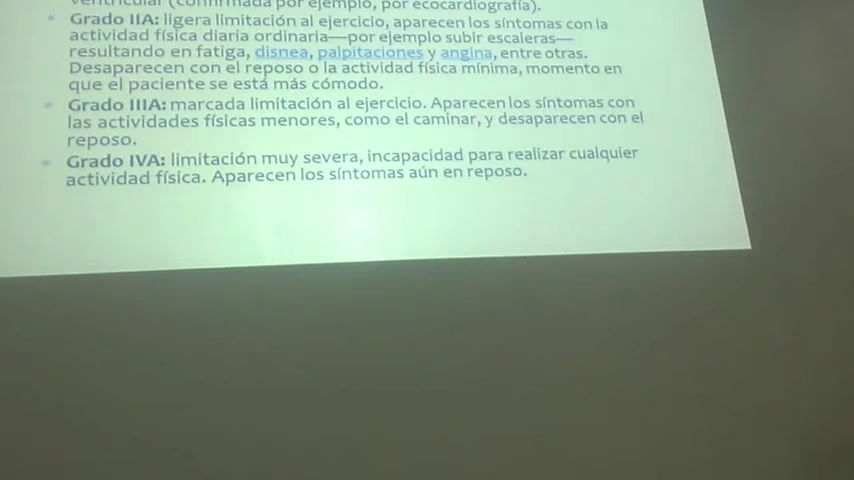 ventricular (confirmada por ejemplo, por ecocardiografía).
Grado IIA: ligera limitación al ejercicio, aparecen los síntomas con la
actividad física diaria ordinaria—por ejemplo subir escaleras—
resultando en fatiga, disnea, palpitaciones y angina, entre otras.
Desaparecen con el reposo o la actividad física mínima, momento en
que el paciente se está más cómodo.
Grado IIIA: marcada limitación al ejercicio. Aparecen los síntomas con
las actividades físicas menores, como el caminar, y desaparecen con el
reposo.
Grado IVA: limitación muy severa, incapacidad para realizar cualquier
actividad física. Aparecen los síntomas aún en reposo.